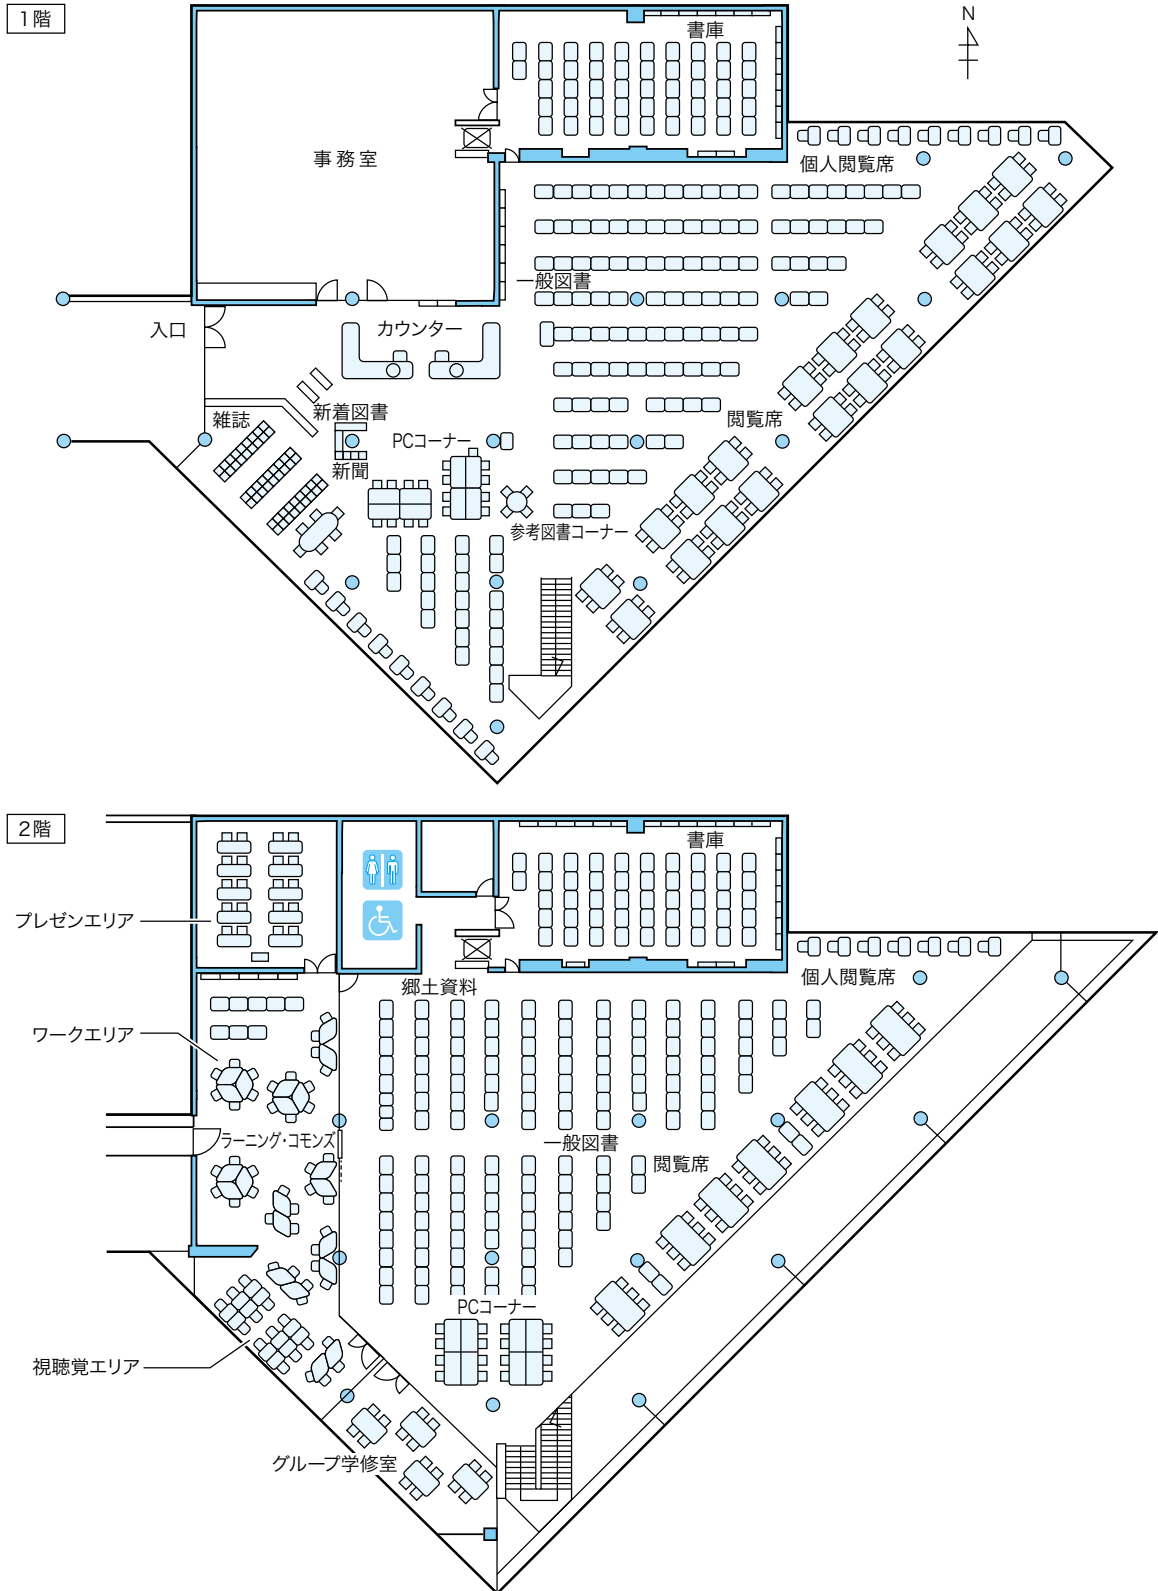 1階
N
書庫
事務室
個人閲覧席
一般図書
入口
カウンター
雑誌
新着図書
PCコーナー
閲覧席
新聞
参考図書コーナー
2階
書庫
プレゼンエリア
郷土資料
個人閲覧席
ワークエリア
ラーニング・コモンズ
一般図書
閲覧席
PCコーナー
視聴覚エリア
グループ学修室